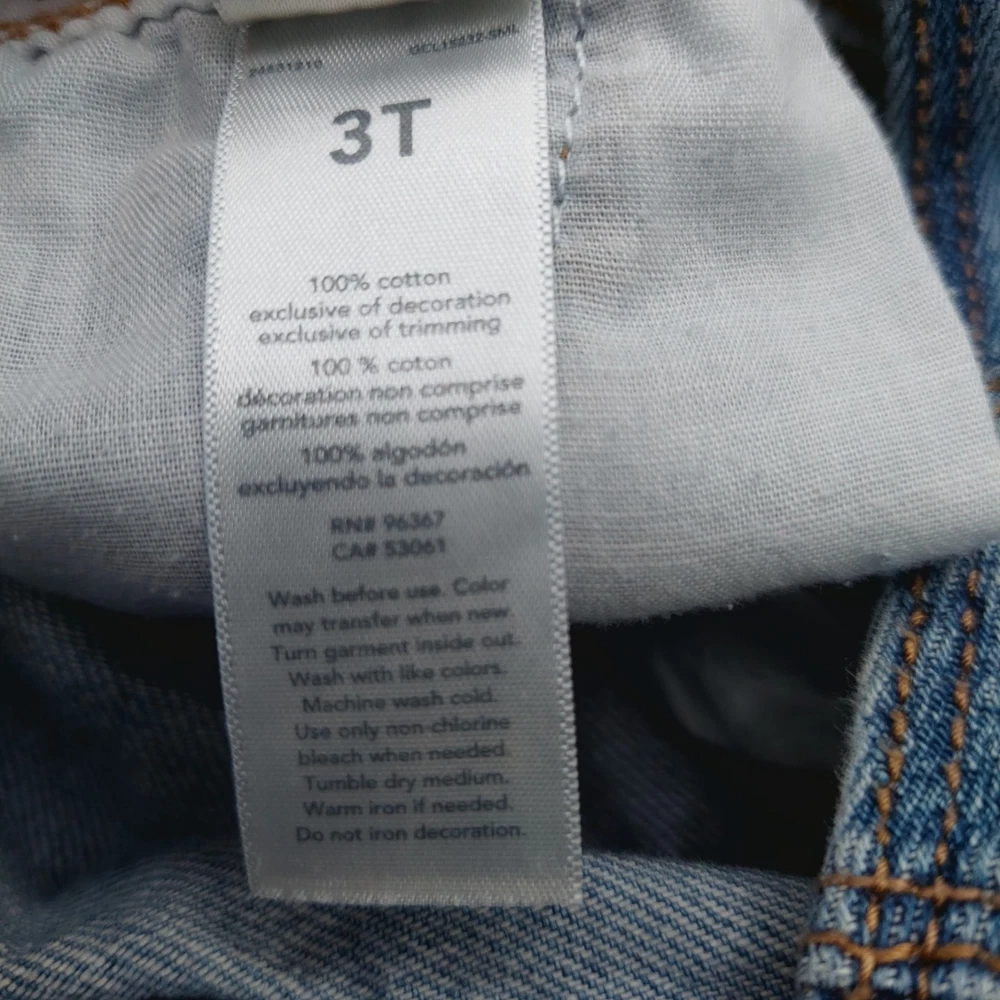 3T
100% cotton
exclusive of decoration
exclusive of trimming
100 % coton
décoration non comprise
garnitures non comprise
100% algodón
excluyendo la decoración
RN# 96367
CA# 53061
Wash before use. Color
may transfer when new.
Turn garment inside out.
Wash with like colors.
Machine wash cold.
Use only non-chlorine
bleach when needed.
Tumble dry medium.
Warm iron if needed.
Do not iron decoration.